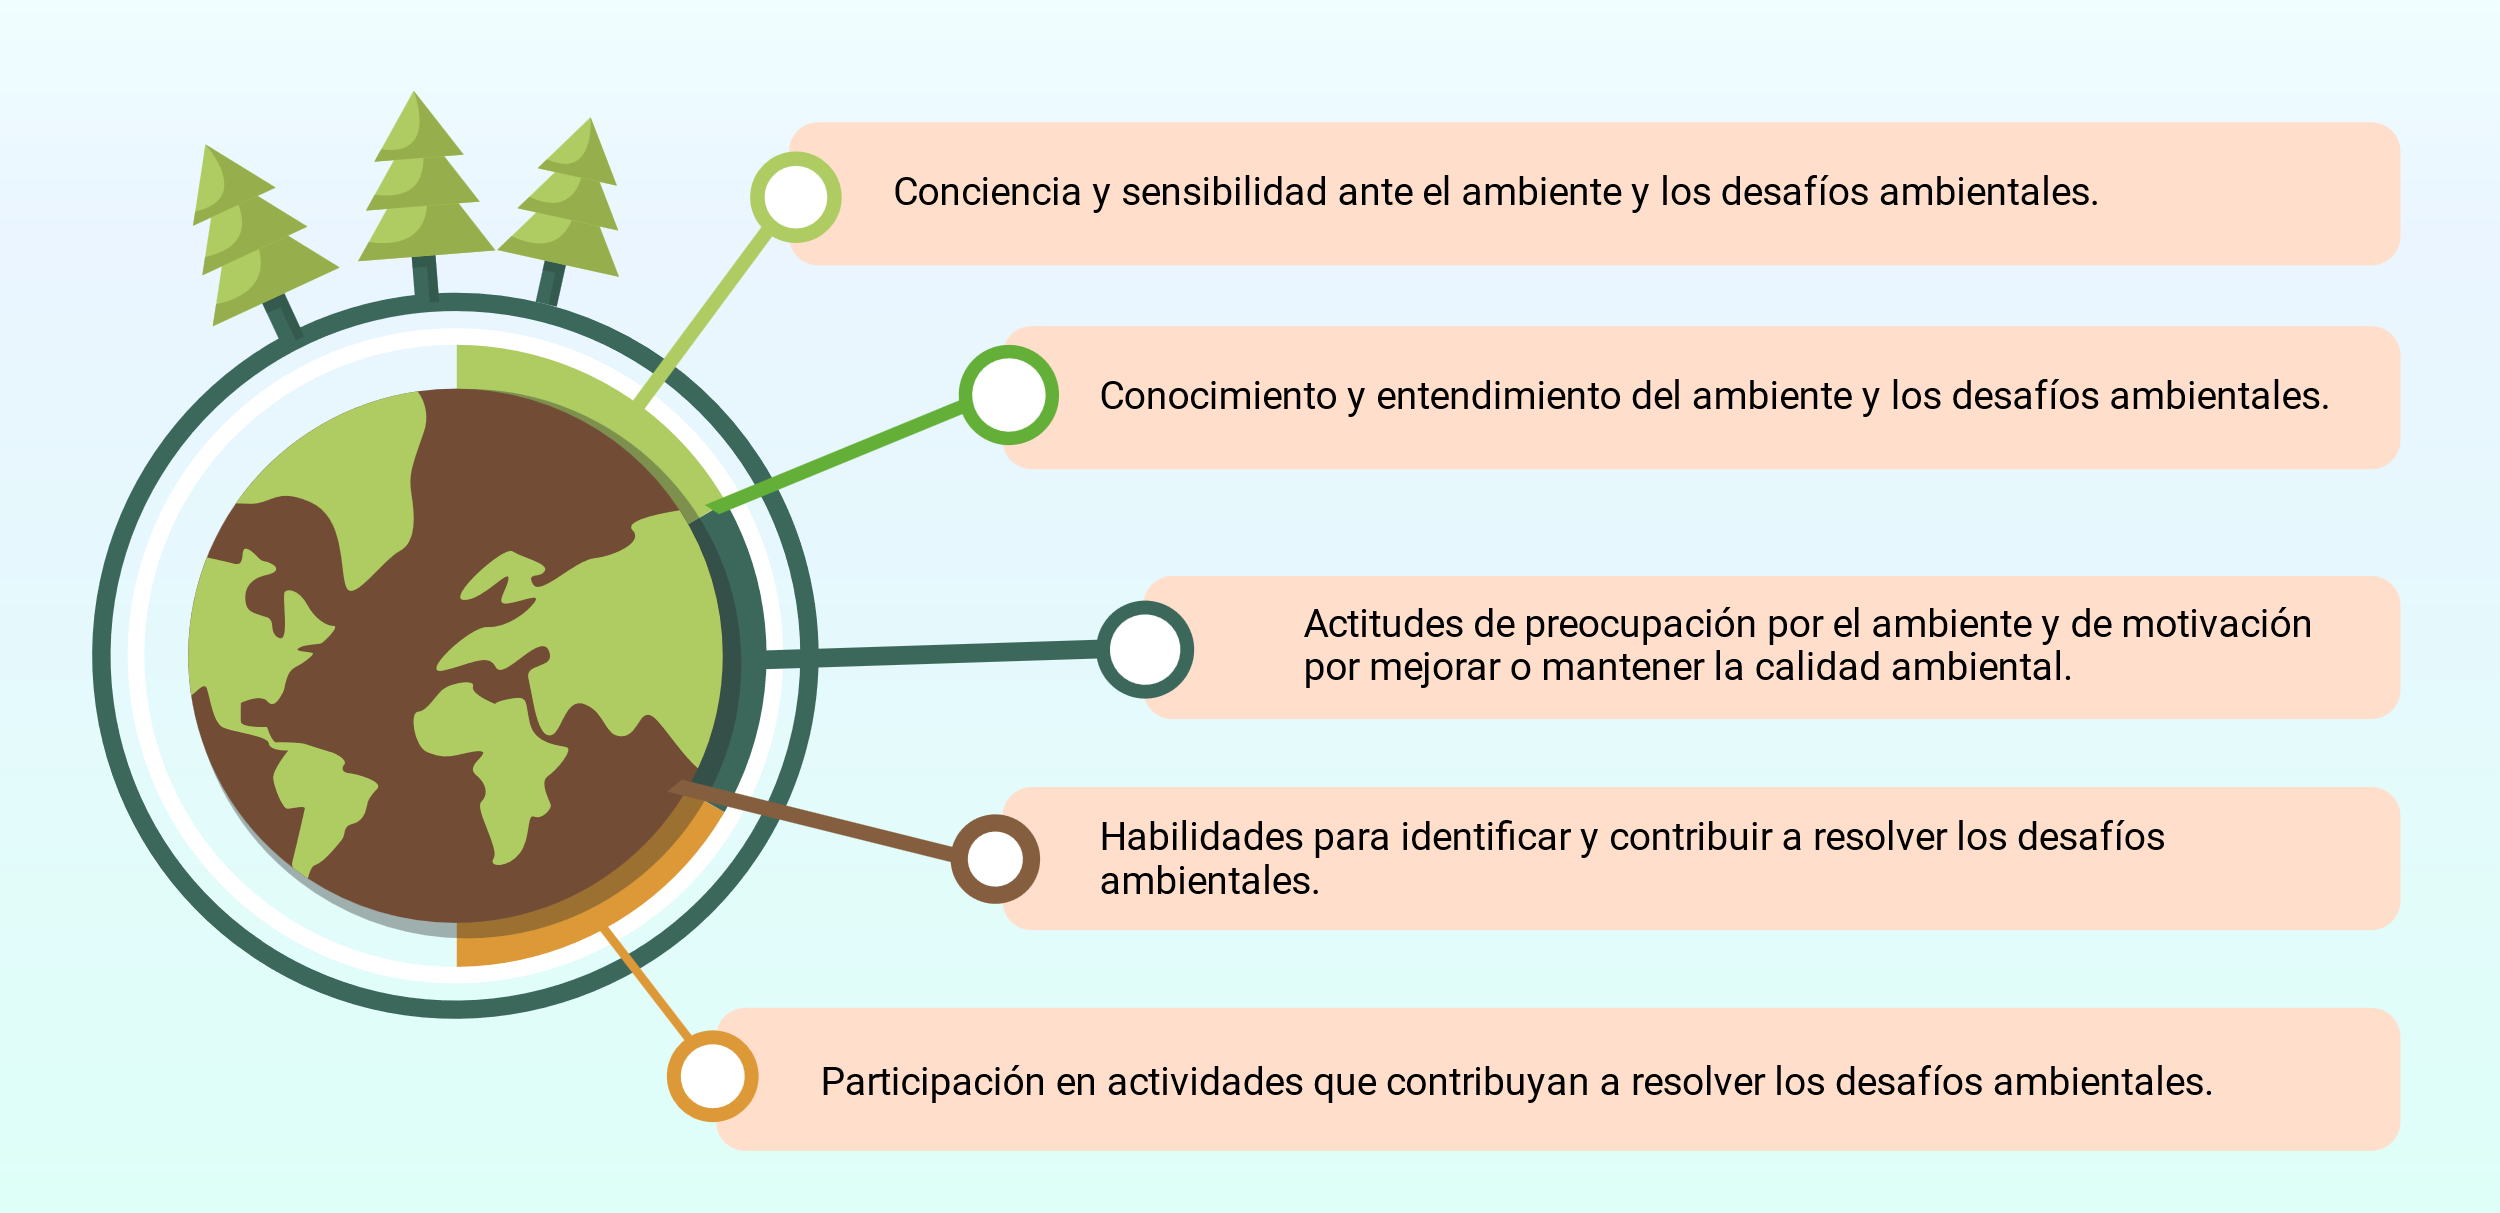 Conciencia y sensibilidad ante el ambiente y los desafíos ambientales.
Conocimiento y entendimiento del ambiente y los desafíos ambientales.
Actitudes de preocupación por el ambiente y de motivación
por mejorar o mantener la calidad ambiental.
Habilidades para identificar y contribuir a resolver los desafíos
ambientales.
Participación en actividades que contribuyan a resolver los desafíos ambientales.